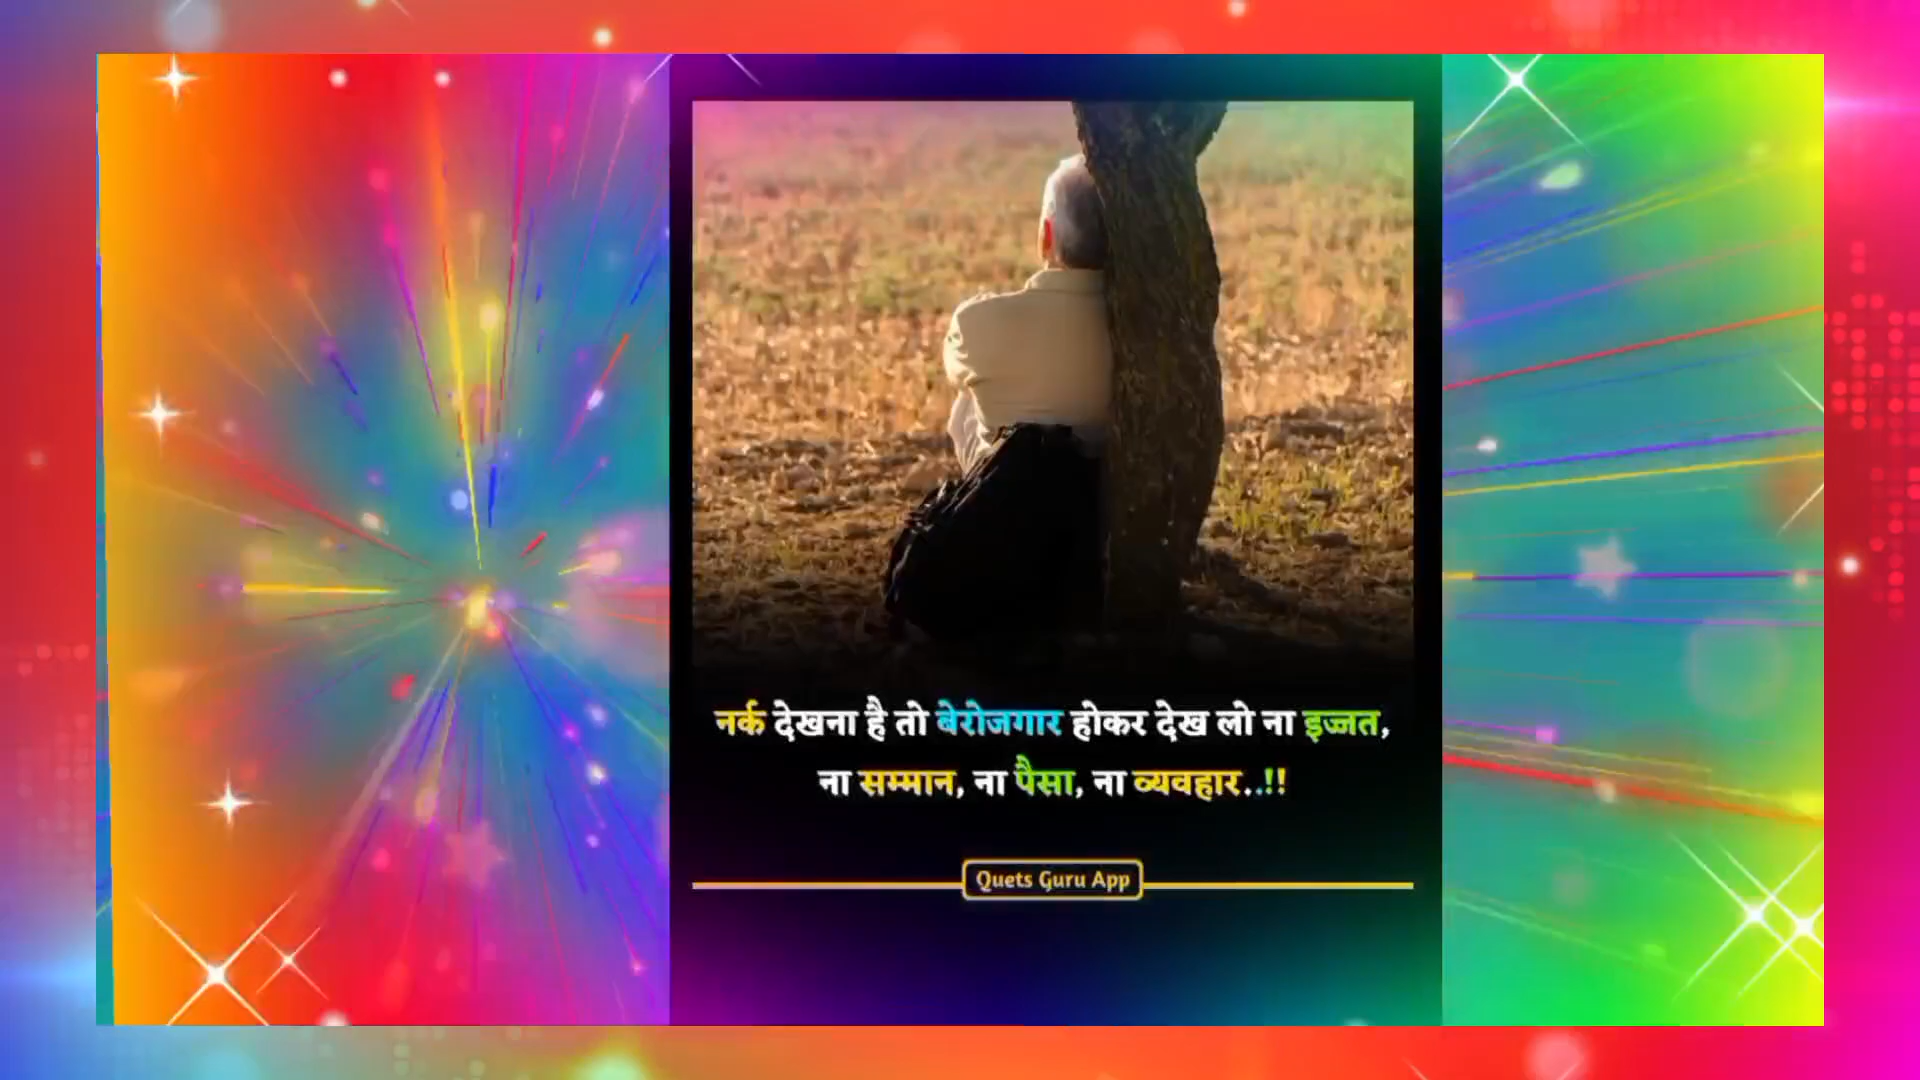 नर्क देखना है तो बेरोजगार होकर देख लो ना इज्जत,
ना सम्मान, ना पैसा, ना व्यवहार..!!
Quets Guru App